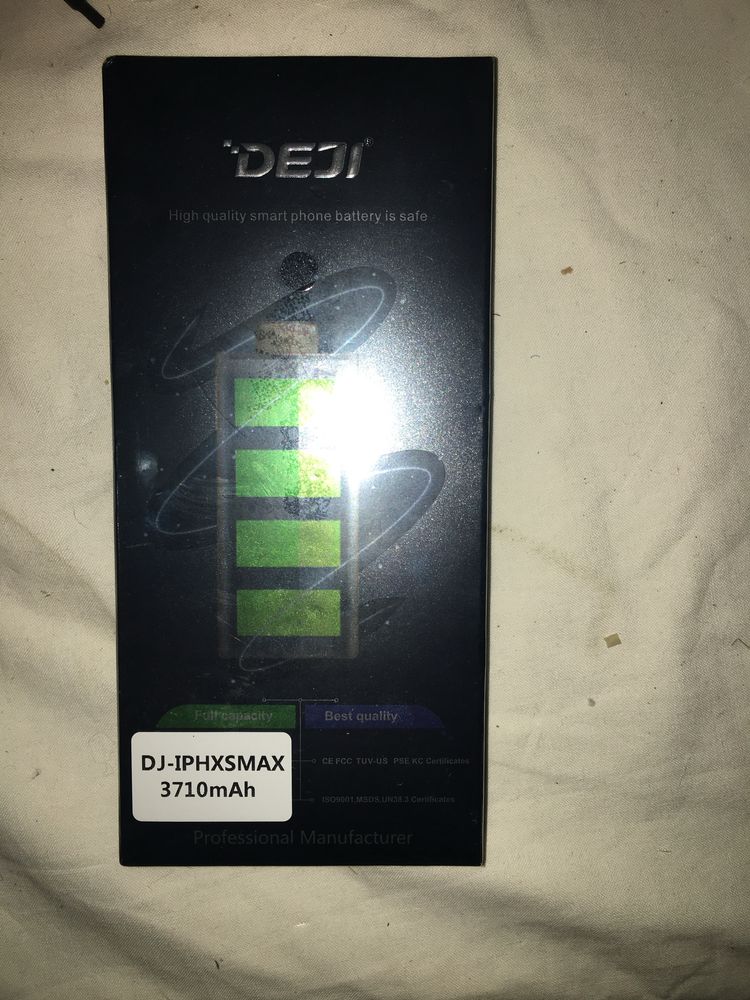 DEJI®
High quality smart phone battery is safe
Full capacity
Best quality
DJ-IPHXSMAX
3710mAh
CE FCC TUV-US PSE KC Certificates
ISO9001,MSDS,UN38.3 Certificates
Professional Manufacturer